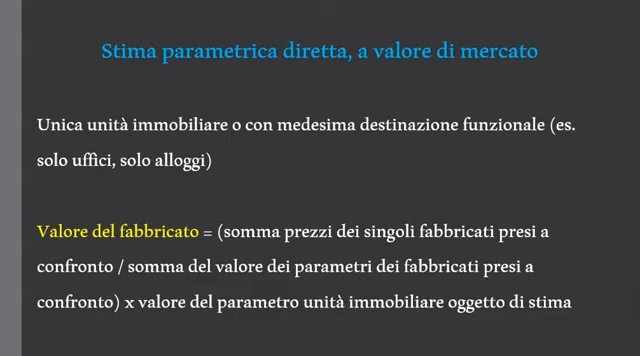 Stima parametrica diretta, a valore di mercato
Unica unità immobiliare o con medesima destinazione funzionale (es.
solo uffici, solo alloggi)
Valore del fabbricato = (somma prezzi dei singoli fabbricati presi a
confronto / somma del valore dei parametri dei fabbricati presi a
confronto) x valore del parametro unità immobiliare oggetto di stima